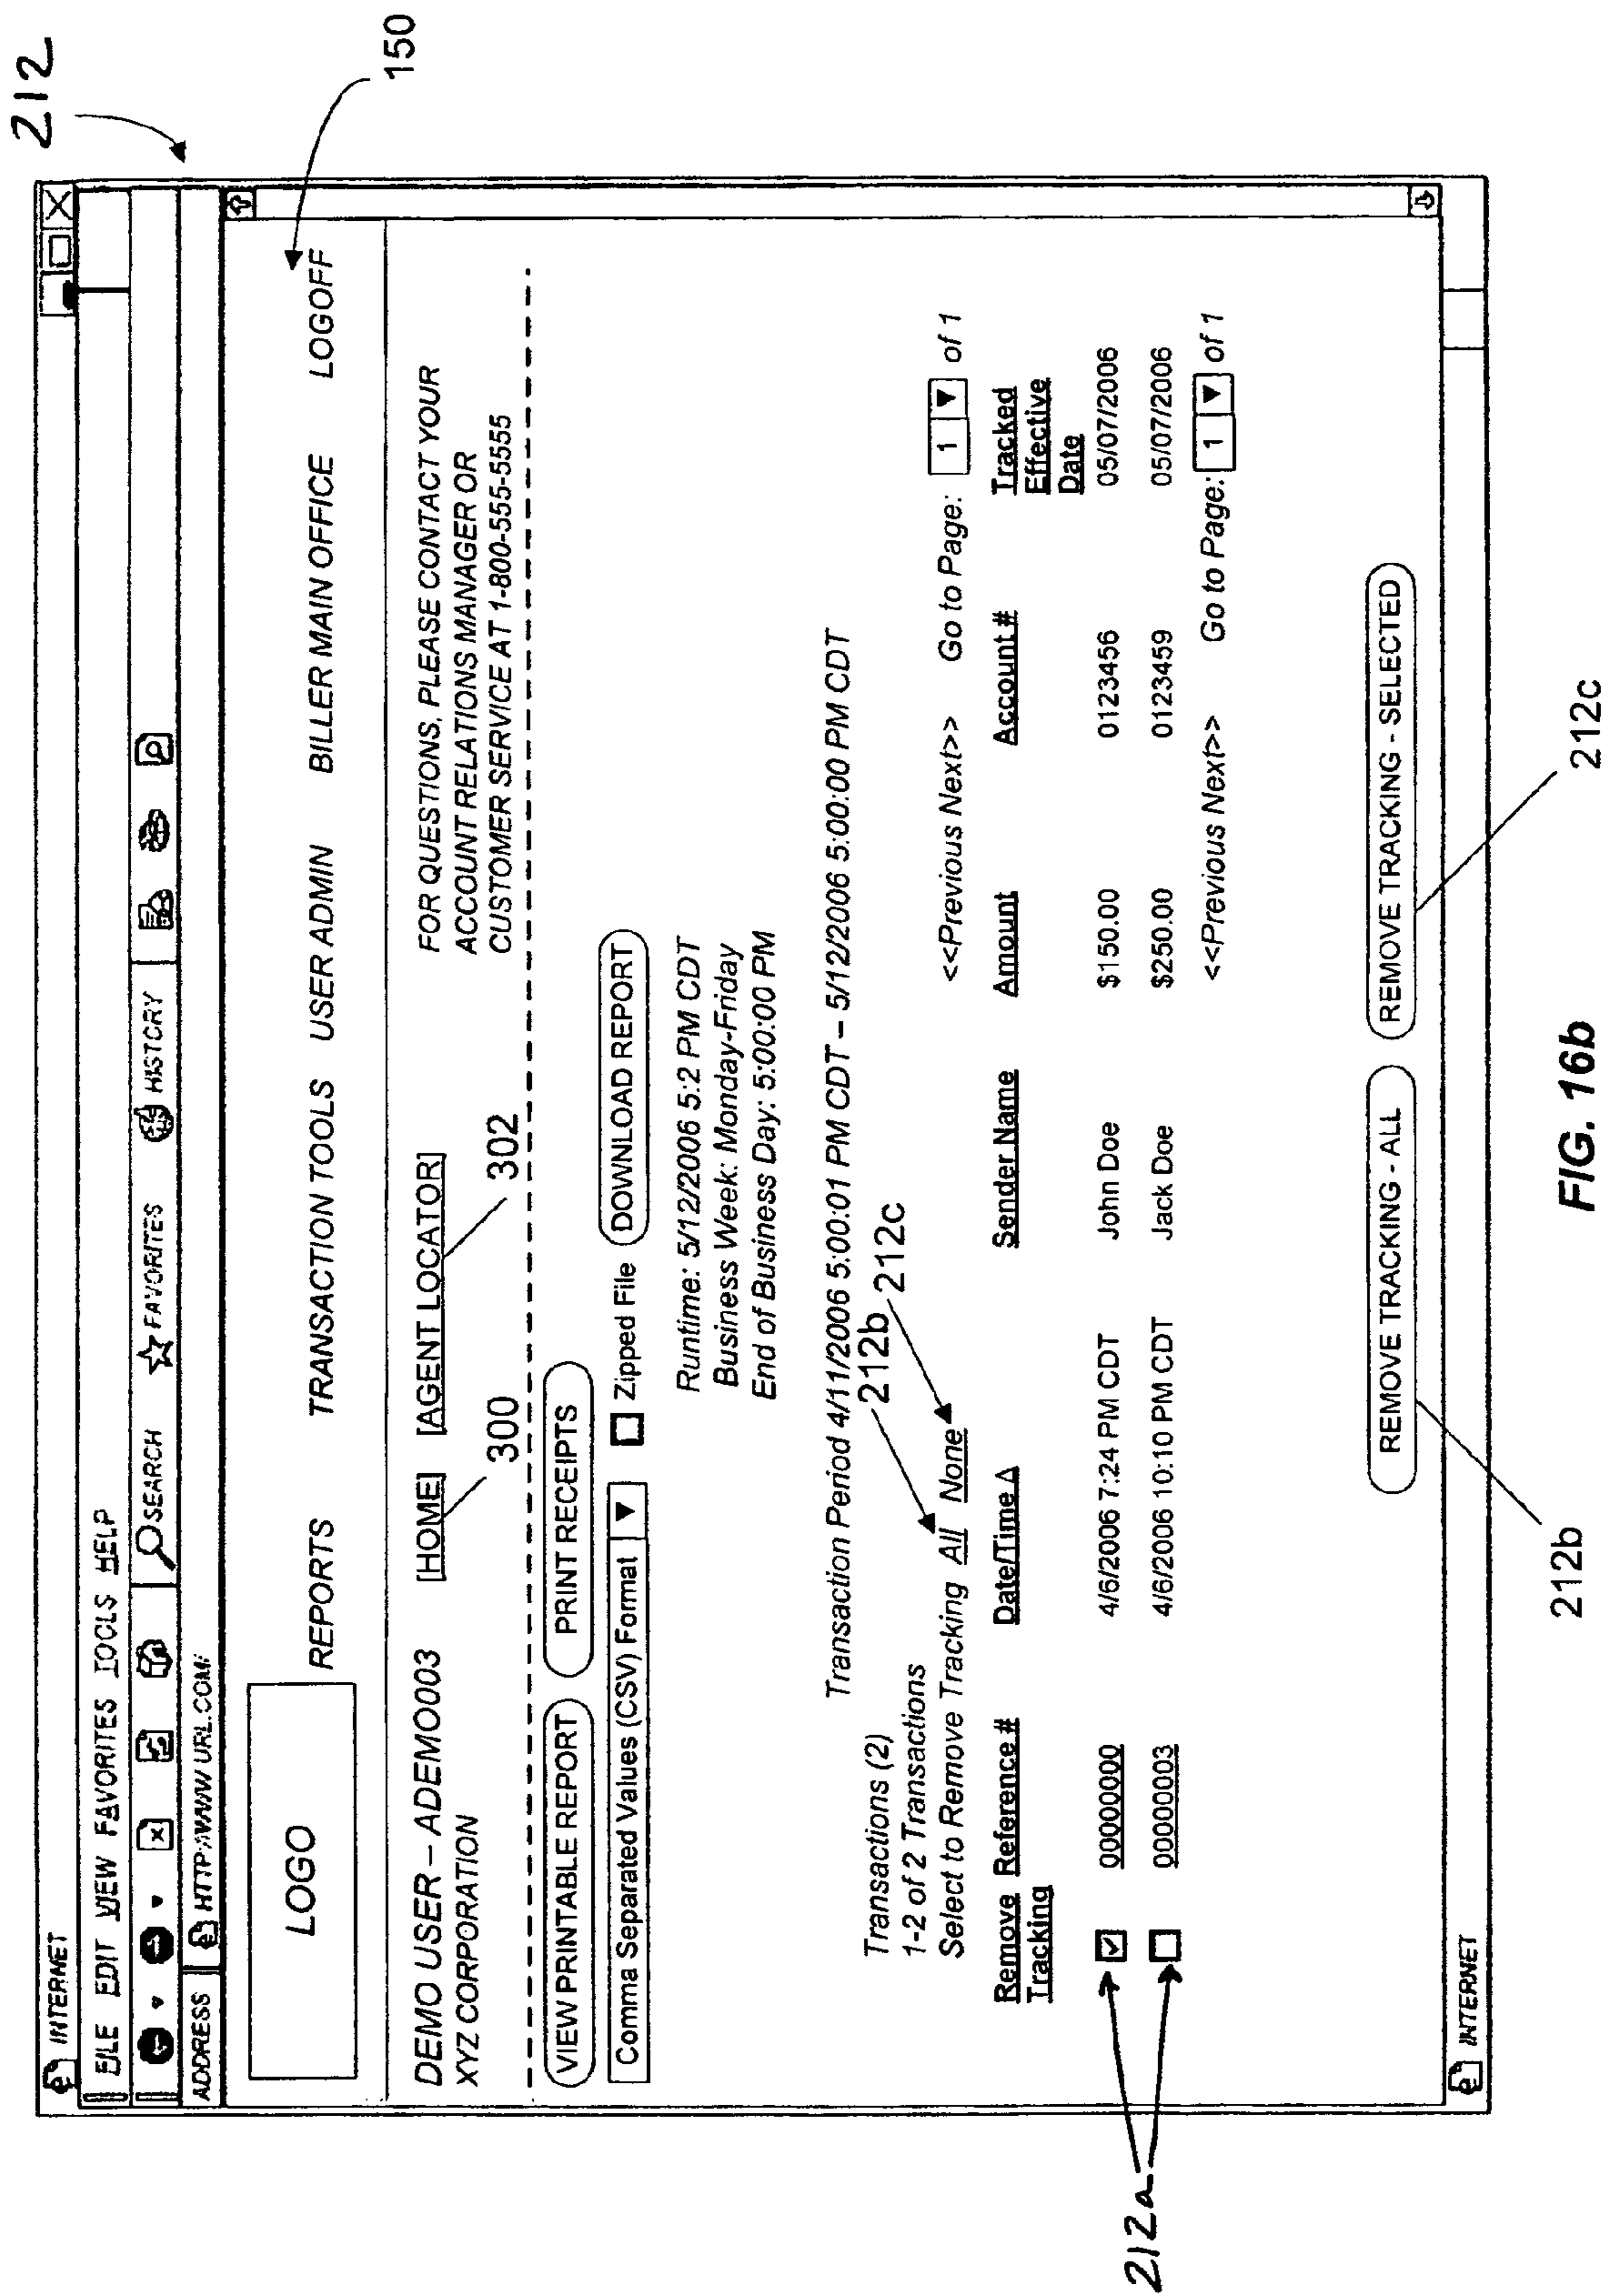 212
INTERNET
FILE EDIT VIEW FAVORITES TOOLS HELP
SEARCH FAVORITES HISTORY
ADDRESS HTTP://WWW URL.COM/
150
LOGO
REPORTS TRANSACTION TOOLS USER ADMIN BILLER MAIN OFFICE LOGOFF
DEMO USER – ADEMO003 [HOME] [AGENT LOCATOR] FOR QUESTIONS, PLEASE CONTACT YOUR
XYZ CORPORATION ACCOUNT RELATIONS MANAGER OR
300 302 CUSTOMER SERVICE AT 1-800-555-5555
VIEW PRINTABLE REPORT PRINT RECEIPTS
Comma Separated Values (CSV) Format ▼ Zipped File DOWNLOAD REPORT
Runtime: 5/12/2006 5:2 PM CDT
Business Week: Monday-Friday
End of Business Day: 5:00:00 PM
Transaction Period 4/11/2006 5:00:01 PM CDT – 5/12/2006 5:00:00 PM CDT
Transactions (2) 212b 212c
1-2 of 2 Transactions
Select to Remove Tracking All None <<Previous Next>> Go to Page: 1 ▼ of 1
Remove Reference # Date/Time Δ Sender Name Amount Account # Tracked
Tracking Effective
Date
00000000 4/6/2006 7:24 PM CDT John Doe $150.00 0123456 05/07/2006
00000003 4/6/2006 10:10 PM CDT Jack Doe $250.00 0123459 05/07/2006
212a
<<Previous Next>> Go to Page: 1 ▼ of 1
REMOVE TRACKING - ALL REMOVE TRACKING - SELECTED
INTERNET
212b 212c
FIG. 16b